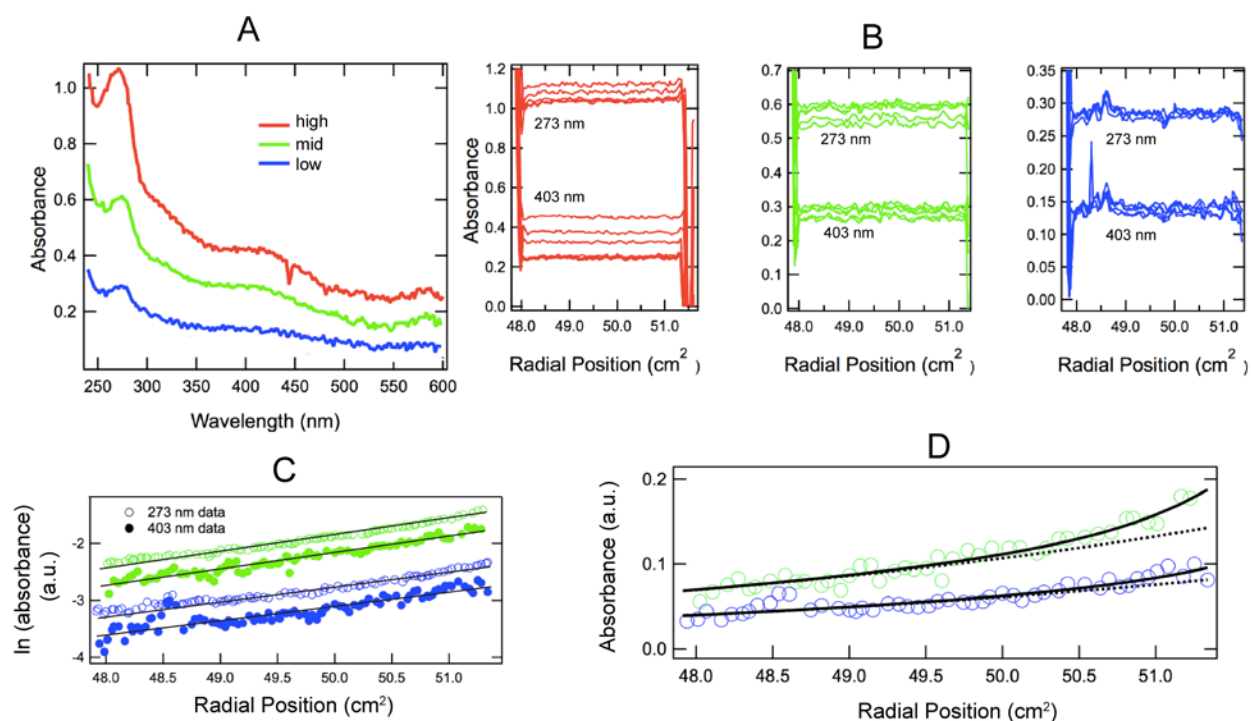 A
Absorbance
1.0
0.8
0.6
0.4
0.2
high
mid
low
250 300 350 400 450 500 550 600
Wavelength (nm)
B
Absorbance
1.2
1.0
0.8
0.6
0.4
0.2
0.0
273 nm
403 nm
48.0 49.0 50.0 51.0
Radial Position (cm2)
0.7
0.6
0.5
0.4
0.3
0.2
0.1
0.0
273 nm
403 nm
48.0 49.0 50.0 51.0
Radial Position (cm2)
0.35
0.30
0.25
0.20
0.15
0.10
0.05
0.00
273 nm
403 nm
48.0 49.0 50.0 51.0
Radial Position (cm2)
C
ln (absorbance)
(a.u.)
-2
-3
-4
273 nm data
403 nm data
48.0 48.5 49.0 49.5 50.0 50.5 51.0
Radial Position (cm2)
D
Absorbance (a.u.)
0.2
0.1
0.0
48.0 48.5 49.0 49.5 50.0 50.5 51.0
Radial Position (cm2)